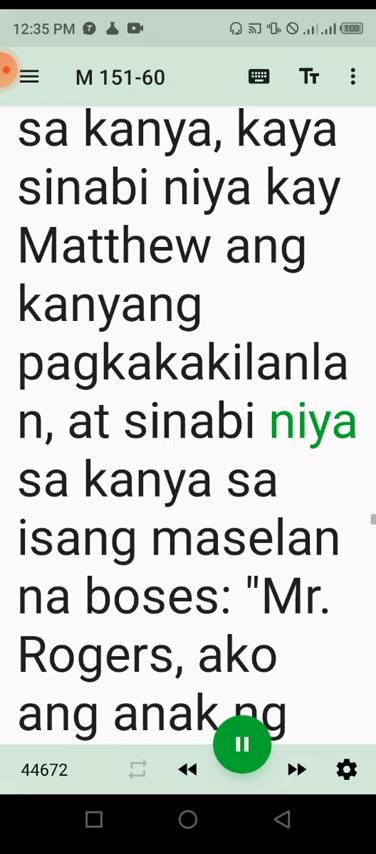 12:35 PM
100
M 151-60
sa kanya, kaya
sinabi niya kay
Matthew ang
kanyang
pagkakakilanla
n, at sinabi niya
sa kanya sa
isang maselan
na boses: "Mr.
Rogers, ako
ang anak ng
44672